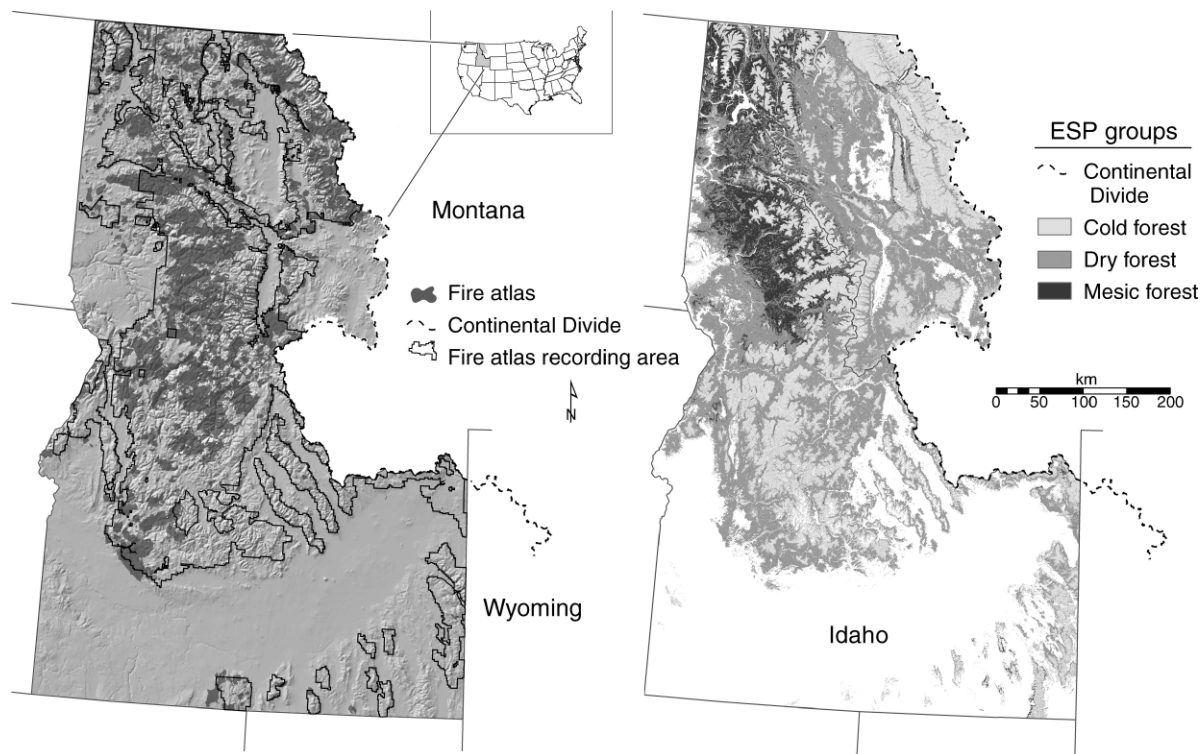 Montana
Fire atlas
Continental Divide
Fire atlas recording area
N
Wyoming
ESP groups
Continental
Divide
Cold forest
Dry forest
Mesic forest
km
0 50 100 150 200
Idaho